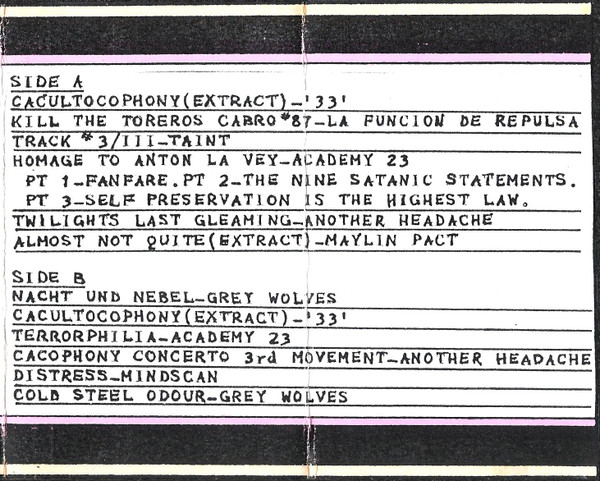 SIDE A
CACULTOCOPHONY(EXTRACT)-'33'
KILL THE TOREROS CABRO#87-LA FUNCION DE REPULSA
TRACK #3/III-TAINT
HOMAGE TO ANTON LA VEY-ACADEMY 23
PT 1-FANFARE.PT 2-THE NINE SATANIC STATEMENTS.
PT 3-SELF PRESERVATION IS THE HIGHEST LAW.
TWILIGHTS LAST GLEAMING-ANOTHER HEADACHE
ALMOST NOT QUITE(EXTRACT)-MAYLIN PACT
SIDE B
NACHT UND NEBEL-GREY WOLVES
CACULTOCOPHONY(EXTRACT)-'33'
TERRORPHILIA-ACADEMY 23
CACOPHONY CONCERTO 3rd MOVEMENT-ANOTHER HEADACHE
DISTRESS-MINDSCAN
COLD STEEL ODOUR-GREY WOLVES